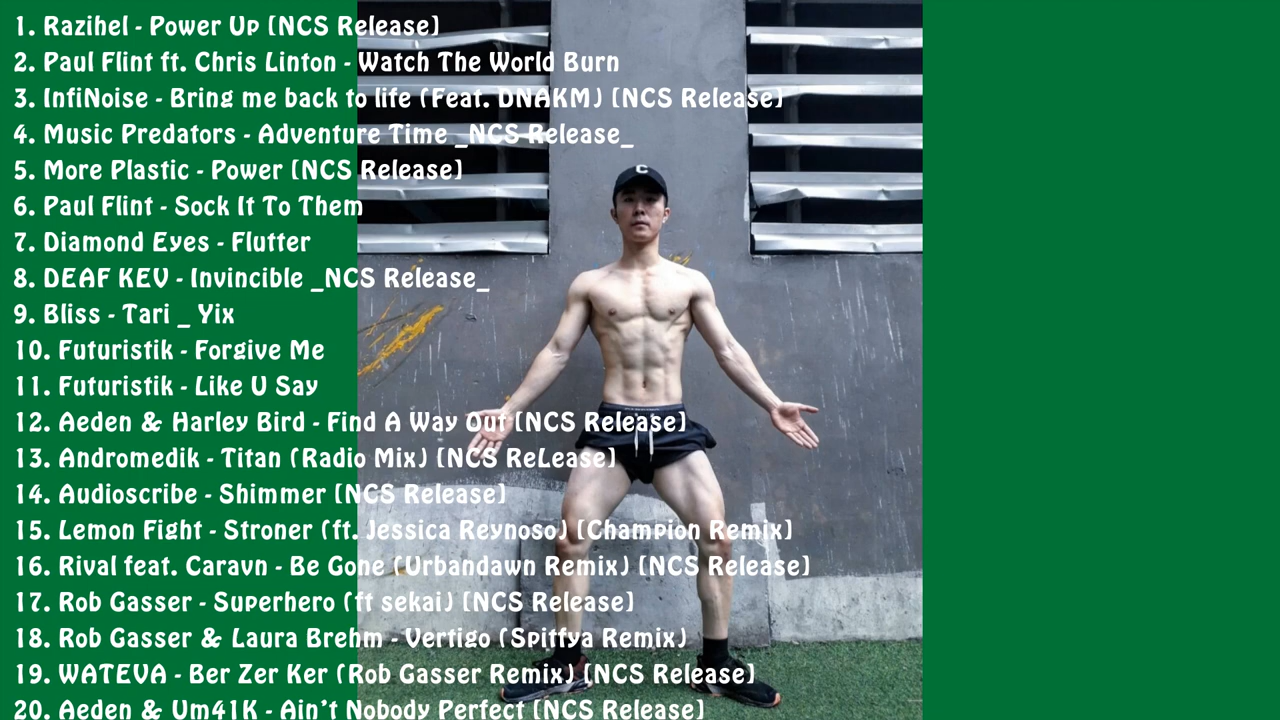 1. Razihel - Power Up [NCS Release]
2. Paul Flint ft. Chris Linton - Watch The World Burn
3. InfiNoise - Bring me back to life (Feat. DNAKM) [NCS Release]
4. Music Predators - Adventure Time _NCS Release_
5. More Plastic - Power [NCS Release]
6. Paul Flint - Sock It To Them
7. Diamond Eyes - Flutter
8. DEAF KEV - Invincible _NCS Release_
9. Bliss - Tari _ Yix
10. Futuristik - Forgive Me
11. Futuristik - Like U Say
12. Aeden & Harley Bird - Find A Way Out [NCS Release]
13. Andromedik - Titan (Radio Mix) [NCS ReLease]
14. Audioscribe - Shimmer [NCS Release]
15. Lemon Fight - Stroner (ft. Jessica Reynoso) [Champion Remix]
16. Rival feat. Caravn - Be Gone (Urbandawn Remix) [NCS Release]
17. Rob Gasser - Superhero (ft sekai) [NCS Release]
18. Rob Gasser & Laura Brehm - Vertigo (Spitfya Remix)
19. WATEVA - Ber Zer Ker (Rob Gasser Remix) [NCS Release]
20. Aeden & Um41K - Ain't Nobody Perfect [NCS Release]
C